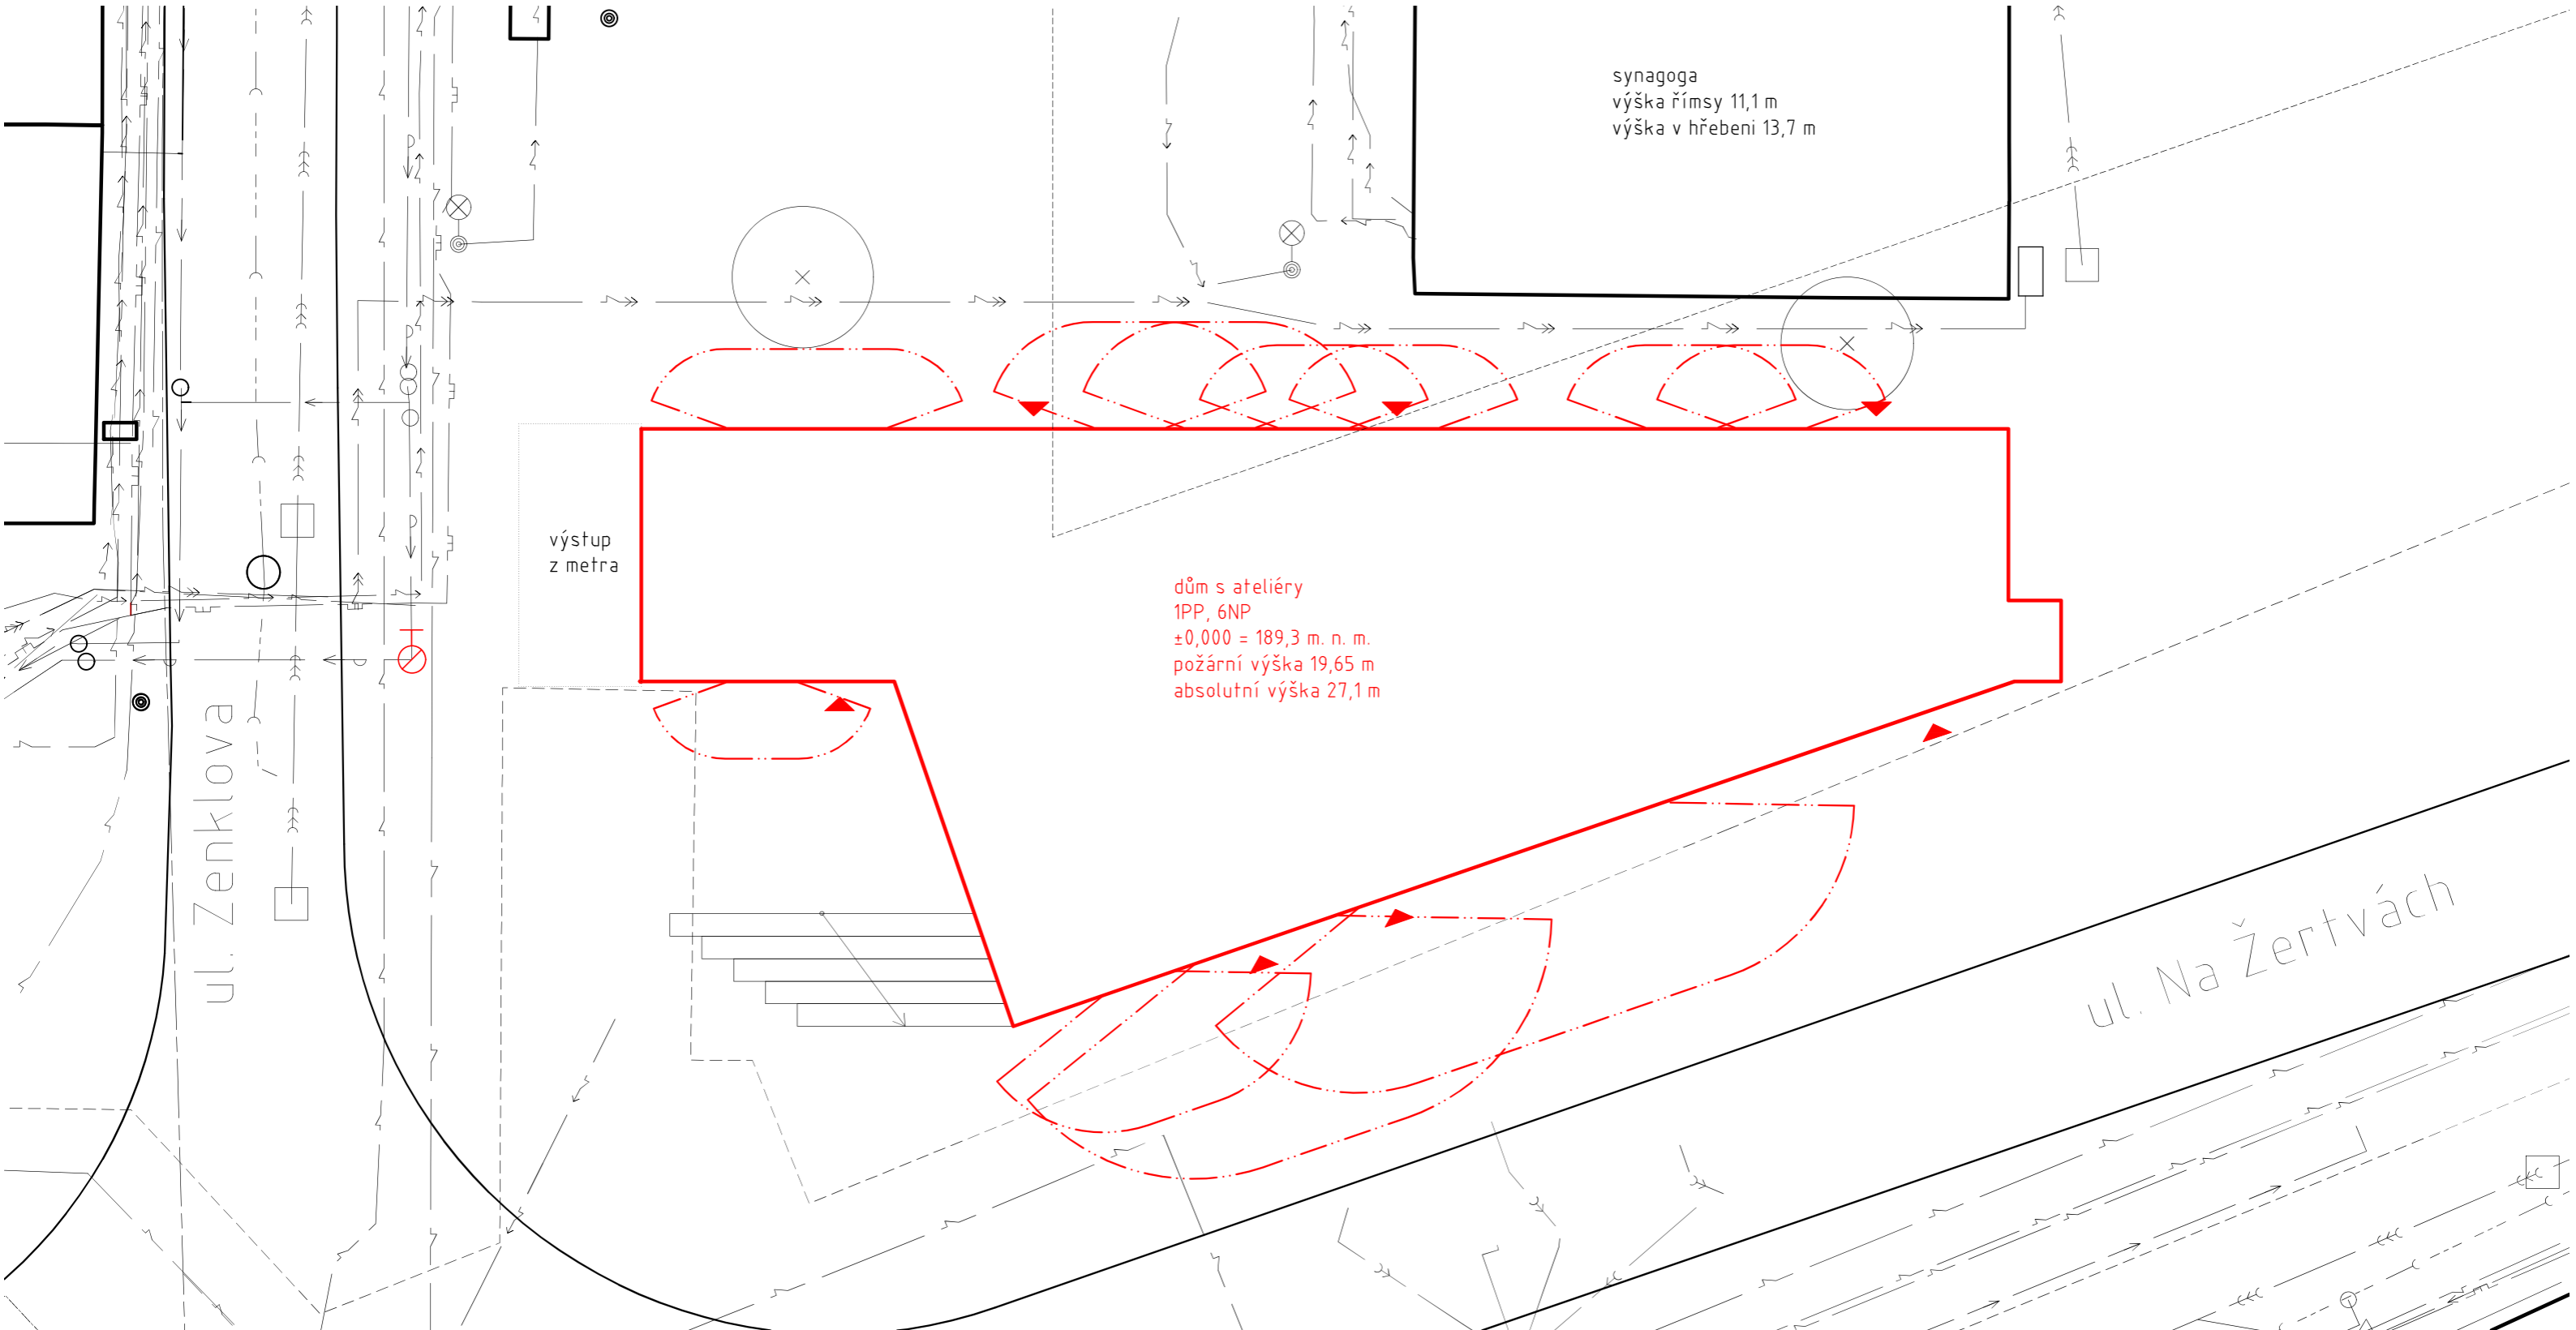 synagoga
výška římsy 11,1 m
výška v hřebeni 13,7 m
výstup
z metra
dům s ateliéry
1PP, 6NP
±0,000 = 189,3 m. n. m.
požární výška 19,65 m
absolutní výška 27,1 m
ul. Zenklova
ul. Na Žertvách